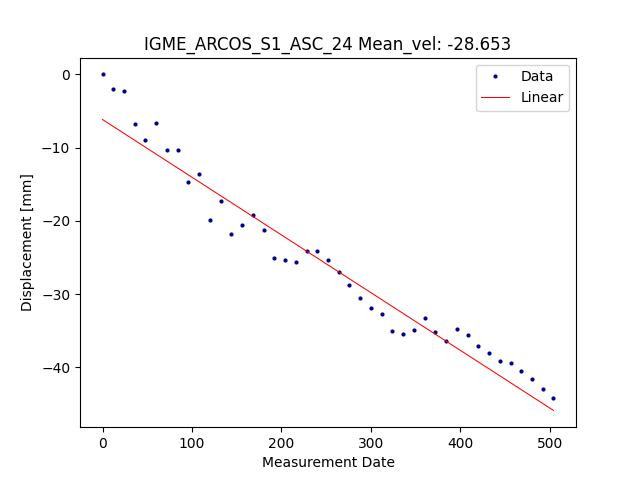 IGME_ARCOS_S1_ASC_24 Mean_vel: -28.653
Data
Linear
0
−10
−20
−30
−40
Displacement [mm]
0 100 200 300 400 500
Measurement Date